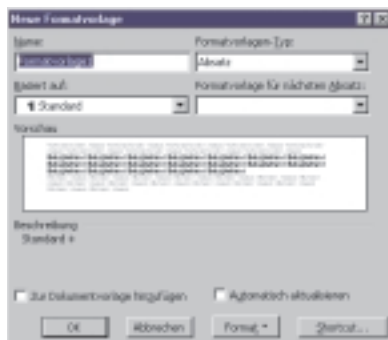 Neue Formatvorlage
Name: Formatvorlagen-Typ:
Formatvorlage1 Absatz
Basiert auf: Formatvorlage für nächsten Absatz:
¶ Standard
Vorschau
Beschreibung
Standard +
Zur Dokumentvorlage hinzufügen Automatisch aktualisieren
OK Abbrechen Format Shortcut...